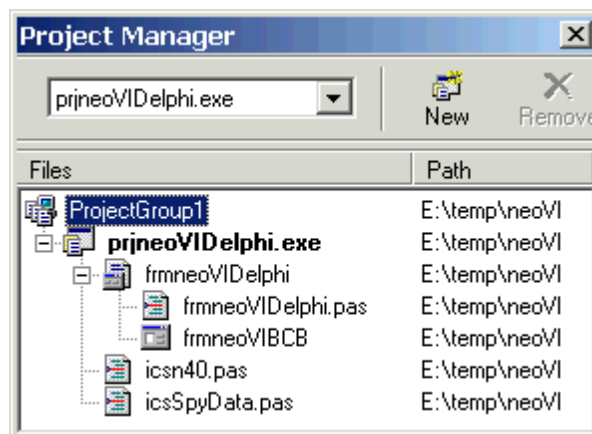 Project Manager
prjneoVIDelphi.exe
New
Remove
Files Path
ProjectGroup1 E:\temp\neoVI
prjneoVIDelphi.exe E:\temp\neoVI
frmneoVIDelphi E:\temp\neoVI
frmneoVIDelphi.pas E:\temp\neoVI
frmneoVIBCB E:\temp\neoVI
icsn40.pas E:\temp\neoVI
icsSpyData.pas E:\temp\neoVI